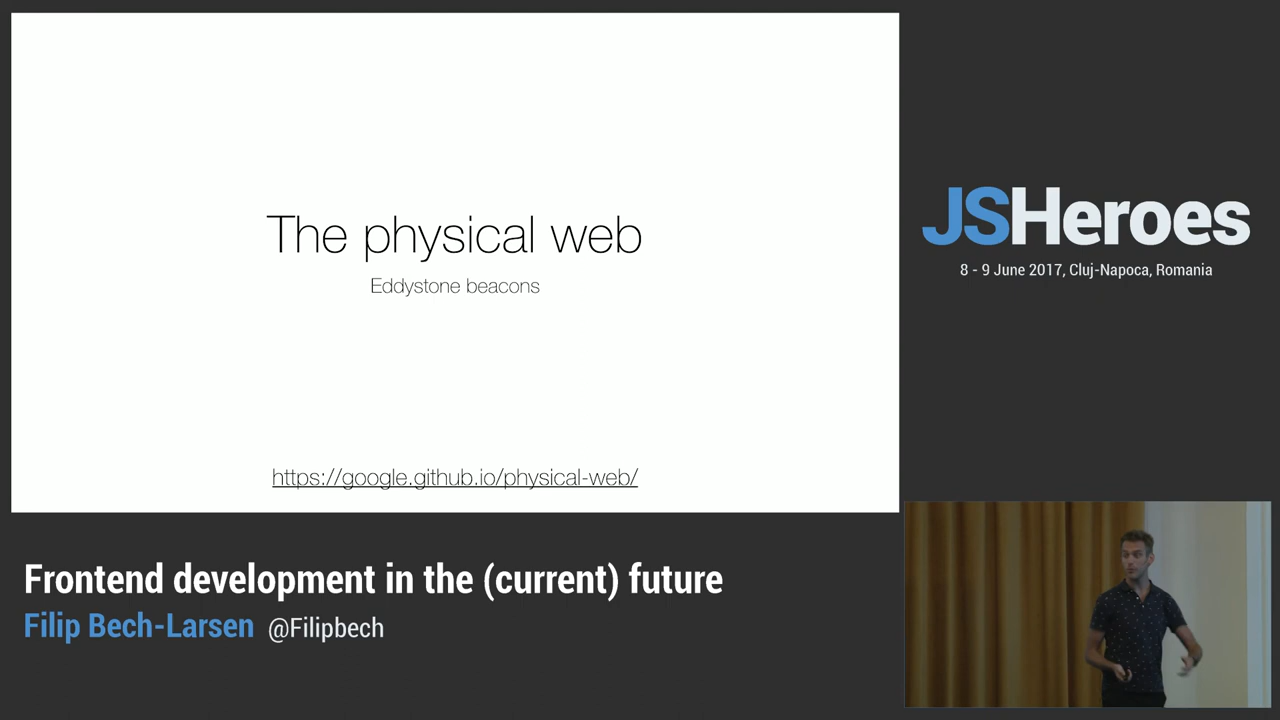 The physical web
Eddystone beacons
https://google.github.io/physical-web/
JSHeroes
8 - 9 June 2017, Cluj-Napoca, Romania
Frontend development in the (current) future
Filip Bech-Larsen @Filipbech